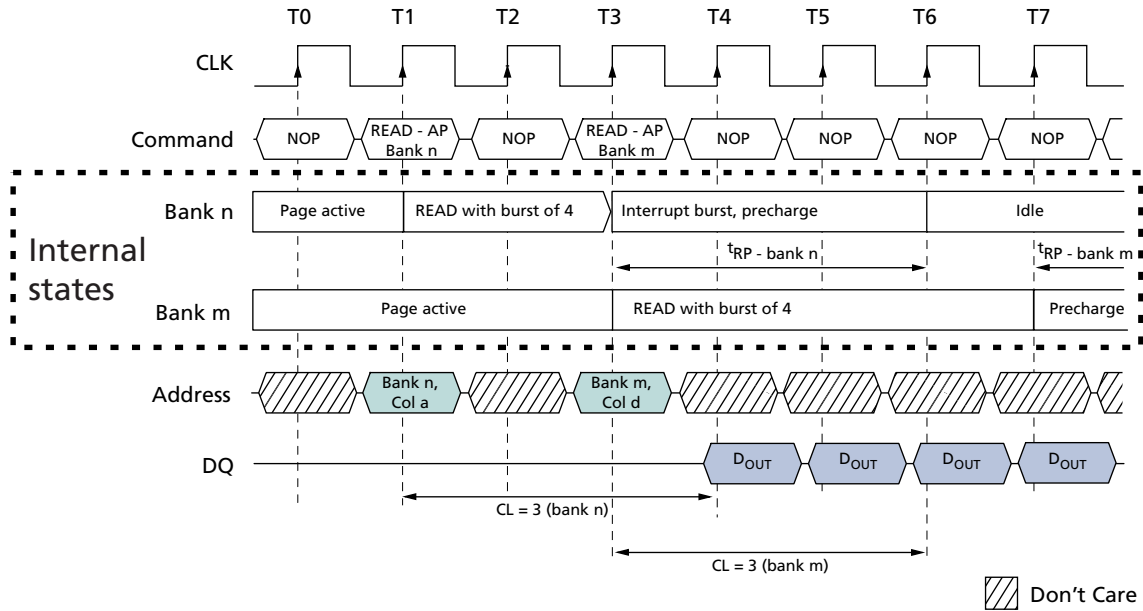 T0 T1 T2 T3 T4 T5 T6 T7
CLK
Command NOP READ - AP Bank n NOP READ - AP Bank m NOP NOP NOP NOP
Internal states
Bank n Page active READ with burst of 4 Interrupt burst, precharge Idle
tRP - bank n tRP - bank m
Bank m Page active READ with burst of 4 Precharge
Address Bank n, Col a Bank m, Col d
DQ DOUT DOUT DOUT DOUT
CL = 3 (bank n)
CL = 3 (bank m)
Don't Care